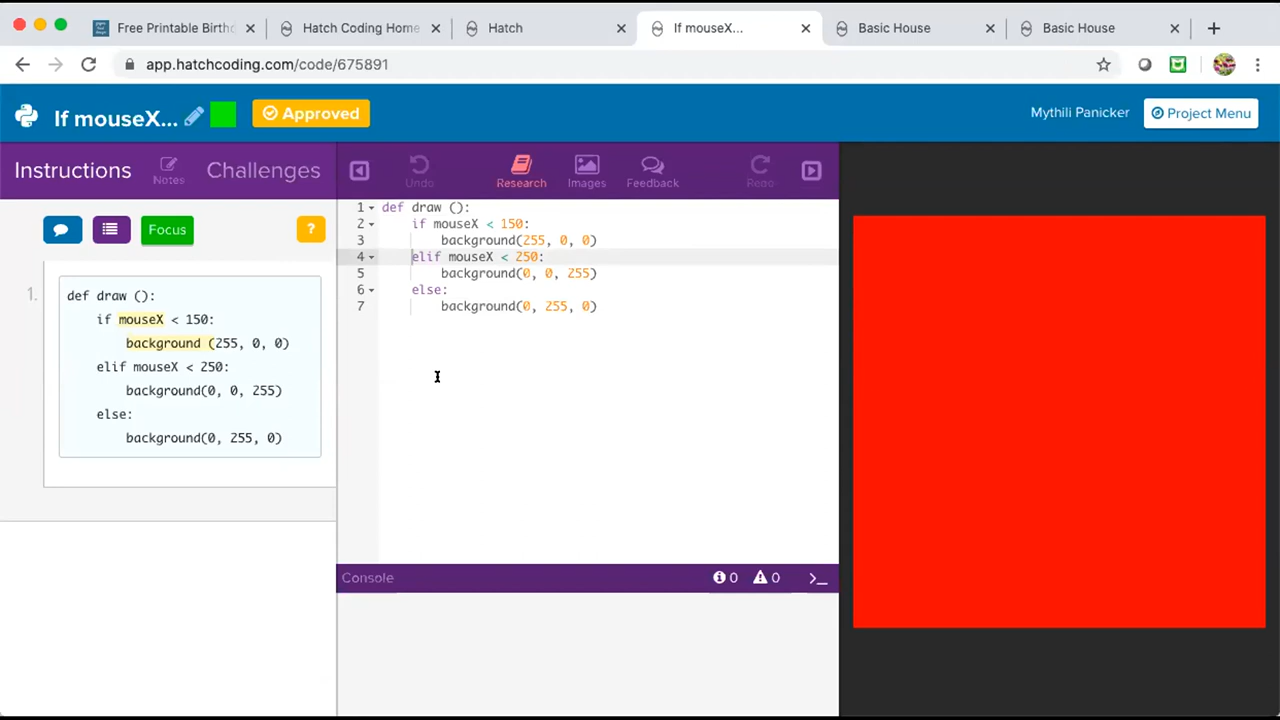 Free Printable Birthd
Hatch Coding Home
Hatch
If mouseX...
Basic House
Basic House
app.hatchcoding.com/code/675891
If mouseX...
Approved
Mythili Panicker
Project Menu
Instructions
Notes
Challenges
Undo
Research
Images
Feedback
Redo
Focus
?
1.
def draw ():
if mouseX < 150:
background (255, 0, 0)
elif mouseX < 250:
background(0, 0, 255)
else:
background(0, 255, 0)
1 def draw ():
2 if mouseX < 150:
3 background(255, 0, 0)
4 elif mouseX < 250:
5 background(0, 0, 255)
6 else:
7 background(0, 255, 0)
Console
0
0